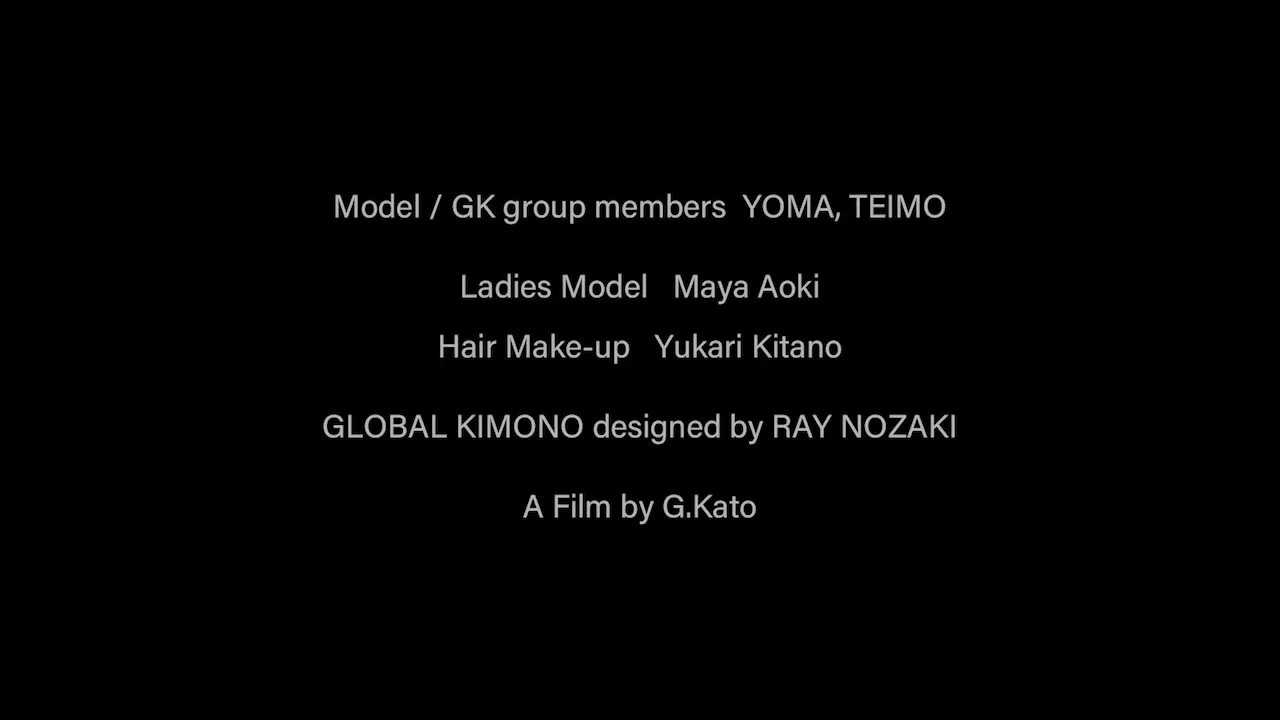 Model / GK group members YOMA, TEIMO
Ladies Model Maya Aoki
Hair Make-up Yukari Kitano
GLOBAL KIMONO designed by RAY NOZAKI
A Film by G.Kato